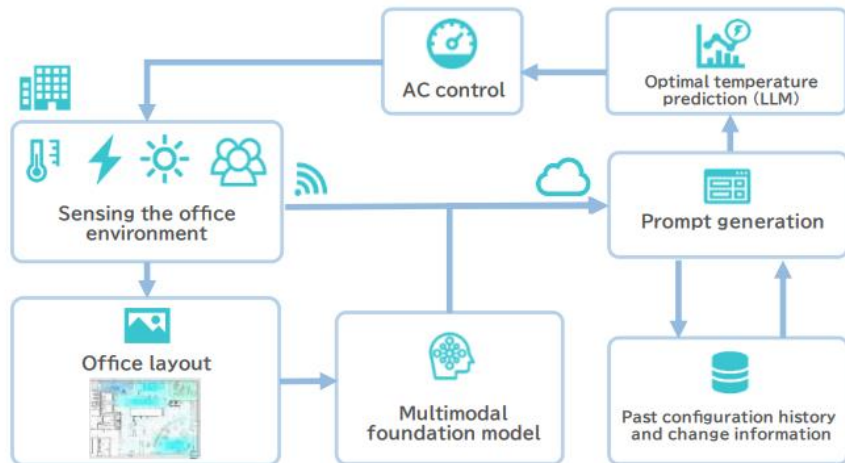 AC control
Optimal temperature
prediction (LLM)
Sensing the office
environment
Prompt generation
Office layout
Multimodal
foundation model
Past configuration history
and change information